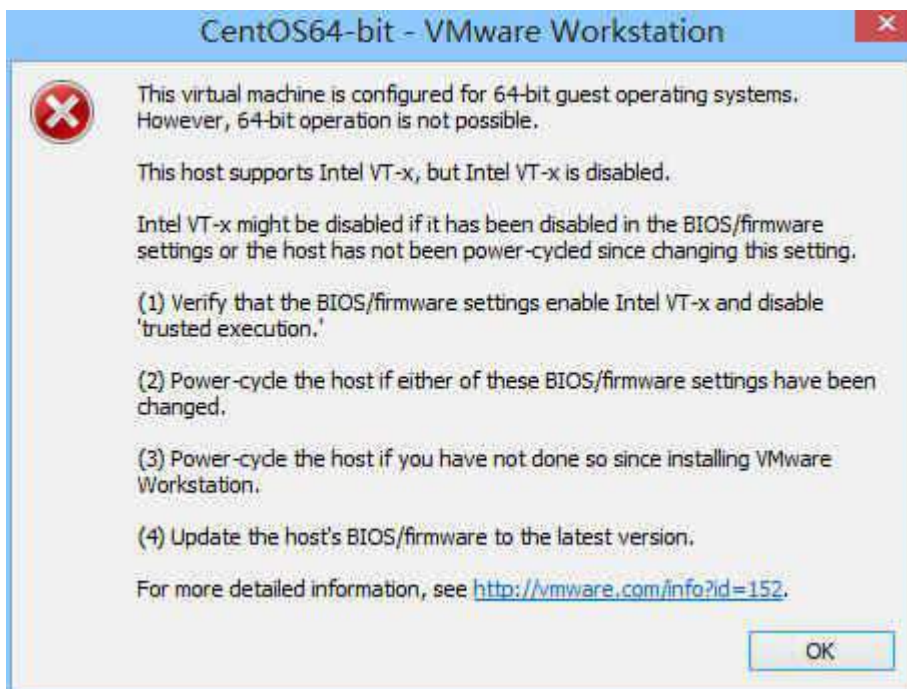 CentOS64-bit - VMware Workstation
This virtual machine is configured for 64-bit guest operating systems.
However, 64-bit operation is not possible.
This host supports Intel VT-x, but Intel VT-x is disabled.
Intel VT-x might be disabled if it has been disabled in the BIOS/firmware
settings or the host has not been power-cycled since changing this setting.
(1) Verify that the BIOS/firmware settings enable Intel VT-x and disable
'trusted execution.'
(2) Power-cycle the host if either of these BIOS/firmware settings have been
changed.
(3) Power-cycle the host if you have not done so since installing VMware
Workstation.
(4) Update the host's BIOS/firmware to the latest version.
For more detailed information, see http://vmware.com/info?id=152.
OK